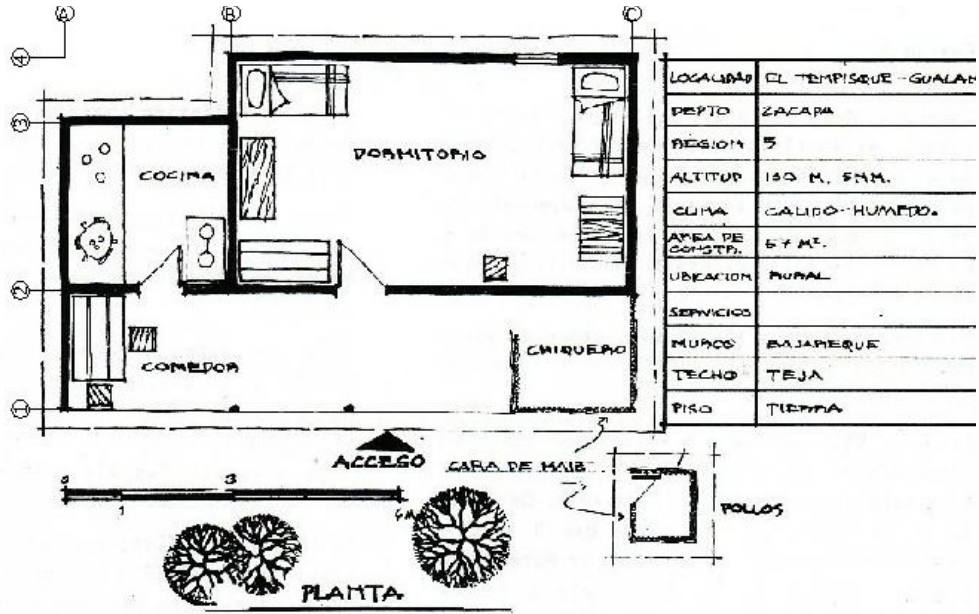 A B C
4
3
2
1
DORMITORIO
COCINA
COMEDOR
CHIQUERO
ACCESO
CAÑA DE MAIZ
POLLOS
0 3
1
PLANTA
LOCALIDAD EL TEMPISQUE - GUALAN
DEPTO ZACAPA
REGION 5
ALTITUD 130 M. SNM.
CLIMA CALIDO-HUMEDO.
AREA DE CONSTR. 57 M².
UBICACION RURAL
SERVICIOS
MUROS BAJAREQUE
TECHO TEJA
PISO TIERRA